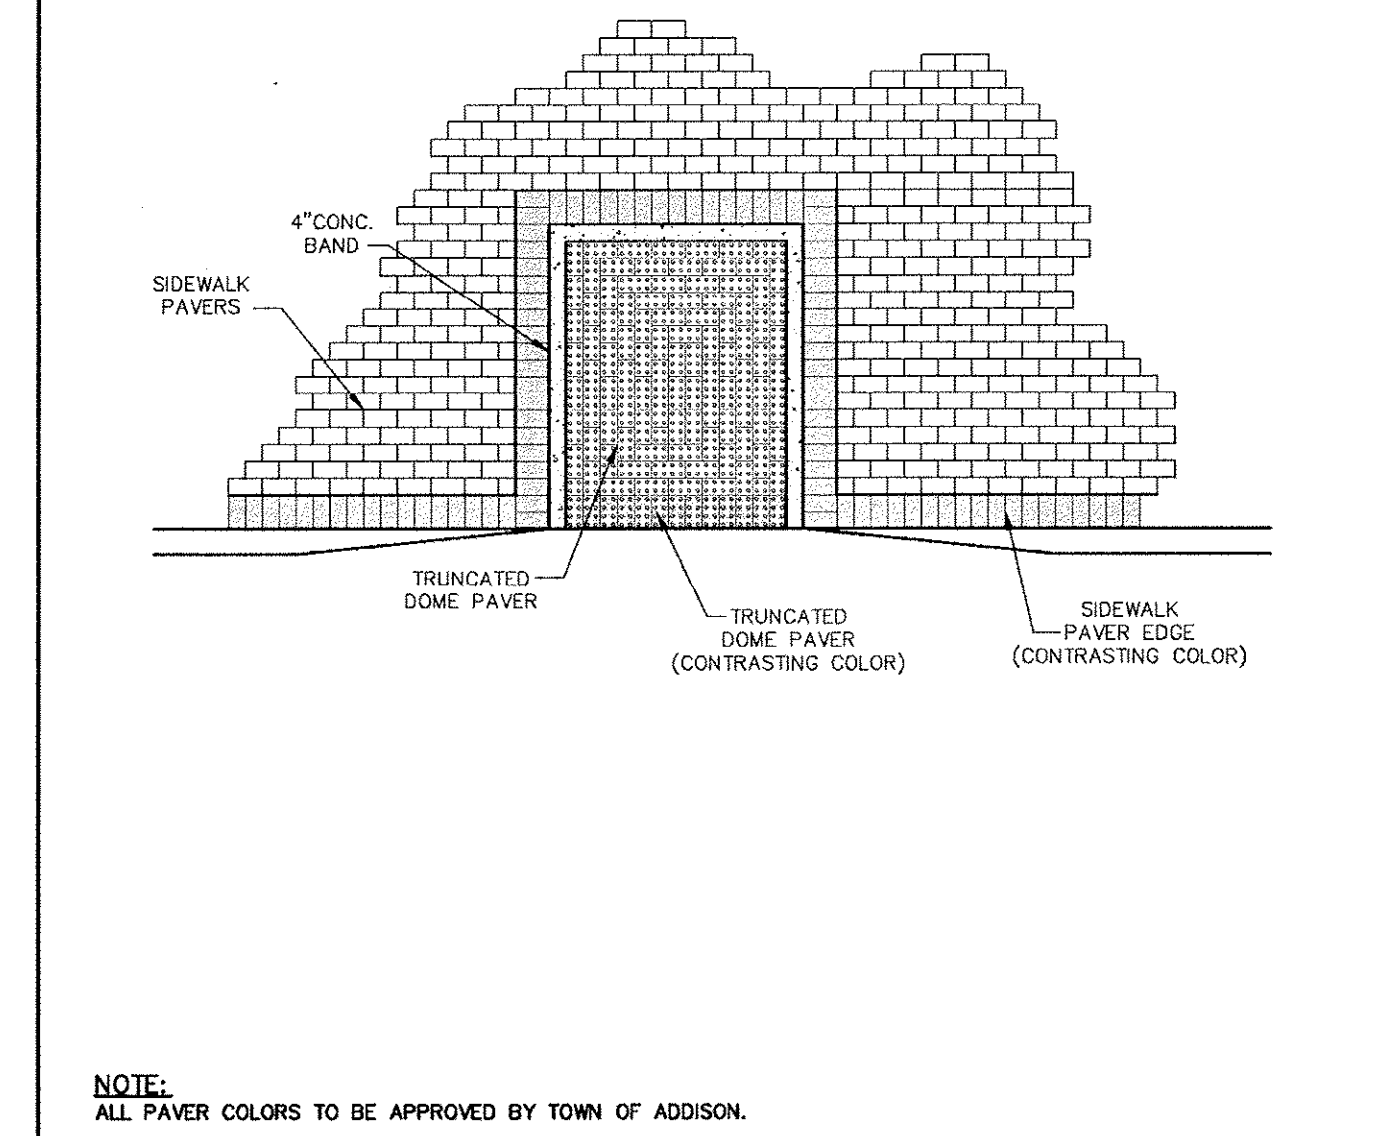 4"CONC.
BAND
SIDEWALK
PAVERS
TRUNCATED
DOME PAVER
TRUNCATED
DOME PAVER
(CONTRASTING COLOR)
SIDEWALK
PAVER EDGE
(CONTRASTING COLOR)
NOTE:
ALL PAVER COLORS TO BE APPROVED BY TOWN OF ADDISON.